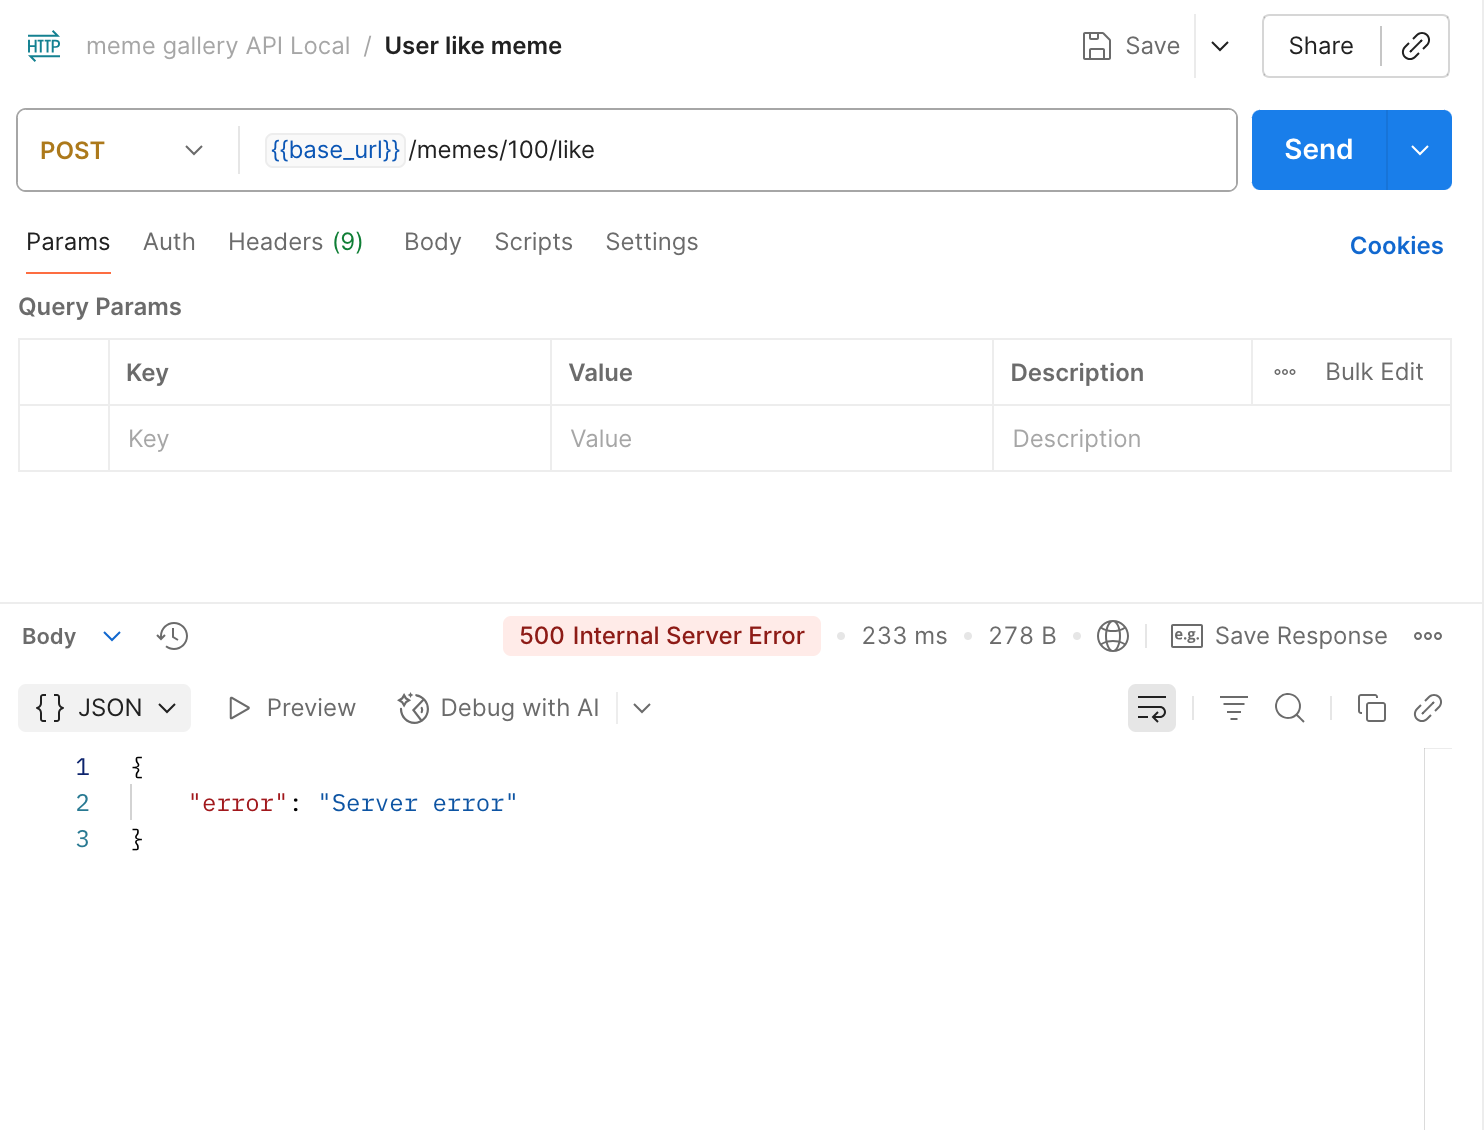 HTTP meme gallery API Local / User like meme Save Share
POST {{base_url}}/memes/100/like Send
Params Auth Headers (9) Body Scripts Settings Cookies
Query Params
Key Value Description Bulk Edit
Key Value Description
Body 500 Internal Server Error 233 ms 278 B e.g. Save Response
{ } JSON Preview Debug with AI
1 {
2 "error": "Server error"
3 }